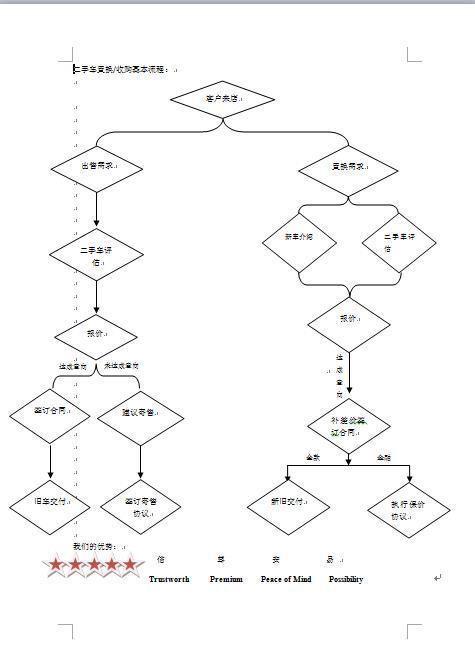 二手车置换/收购基本流程：
客户来店
出售需求
置换需求
新车介绍
二手车评
估
二手车评
估
报价
报价
达成意向
未达成意向
达
成
意
向
签订合同
建议寄售
补差价签
订合同
全款
金融
旧车交付
签订寄售
协议
新旧交付
执行保价
协议
我们的优势：
信 尊 安 易
Trustworth Premium Peace of Mind Possibility